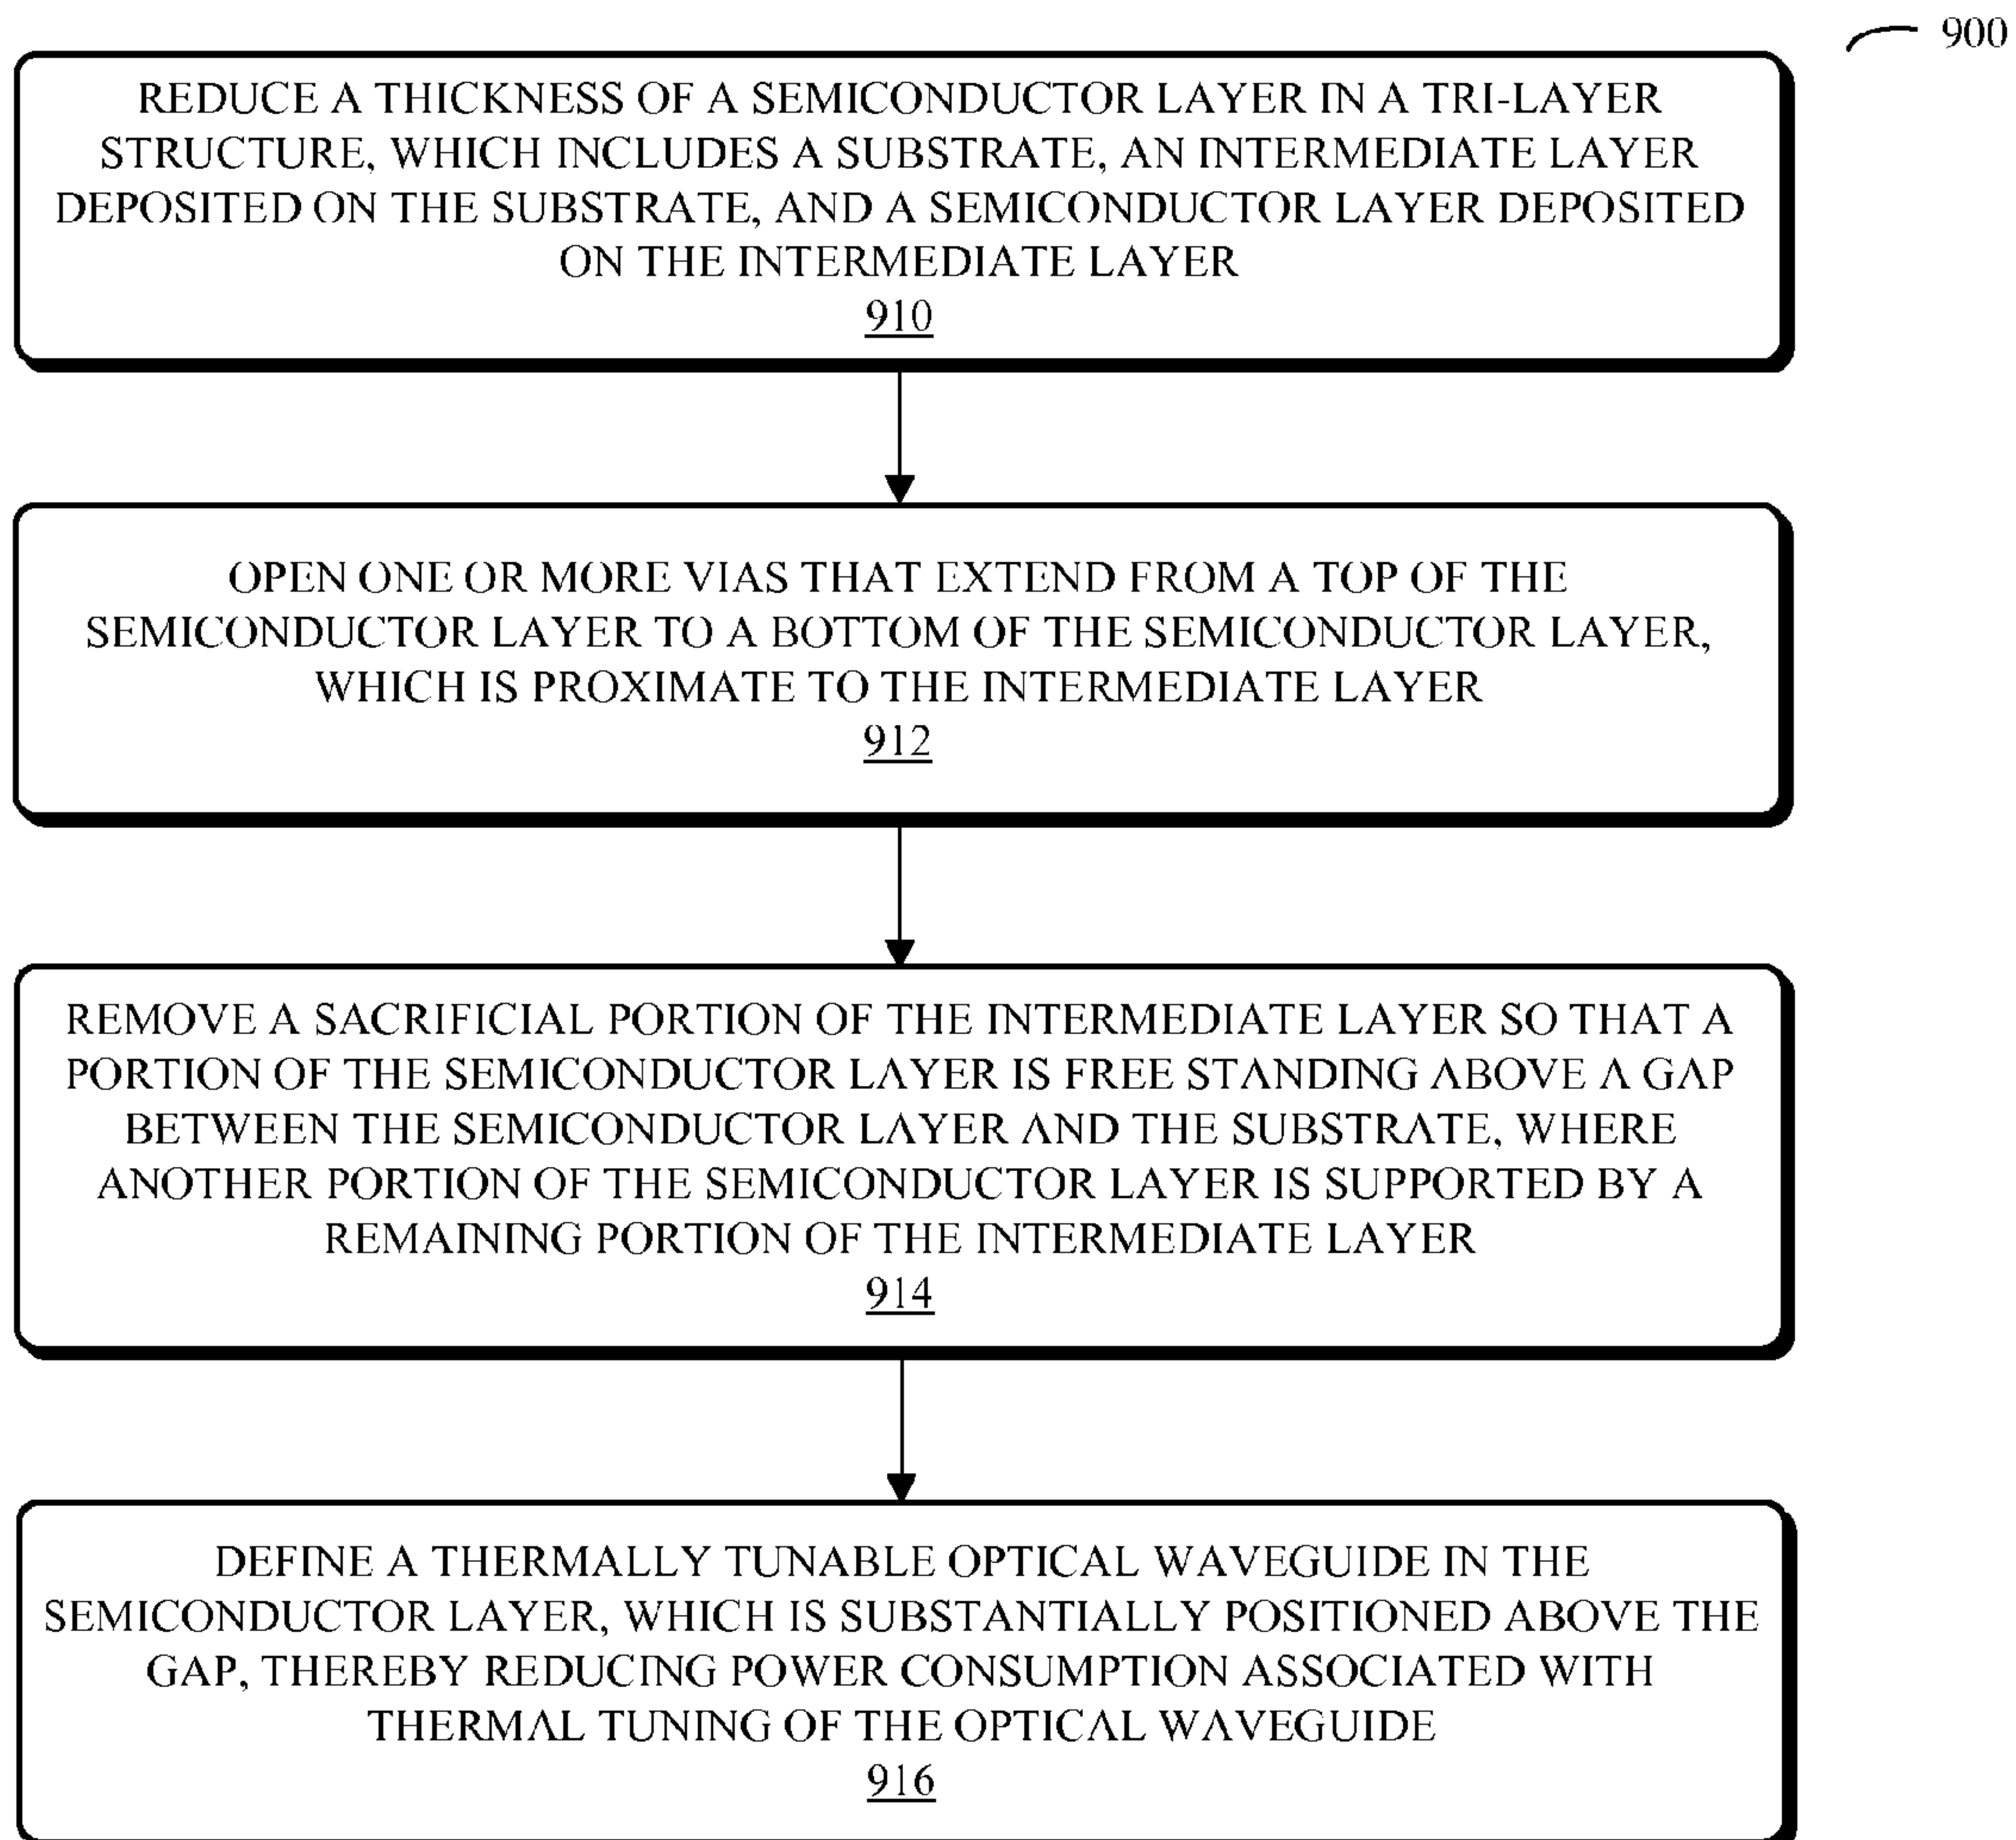 900
REDUCE A THICKNESS OF A SEMICONDUCTOR LAYER IN A TRI-LAYER
STRUCTURE, WHICH INCLUDES A SUBSTRATE, AN INTERMEDIATE LAYER
DEPOSITED ON THE SUBSTRATE, AND A SEMICONDUCTOR LAYER DEPOSITED
ON THE INTERMEDIATE LAYER
910
OPEN ONE OR MORE VIAS THAT EXTEND FROM A TOP OF THE
SEMICONDUCTOR LAYER TO A BOTTOM OF THE SEMICONDUCTOR LAYER,
WHICH IS PROXIMATE TO THE INTERMEDIATE LAYER
912
REMOVE A SACRIFICIAL PORTION OF THE INTERMEDIATE LAYER SO THAT A
PORTION OF THE SEMICONDUCTOR LAYER IS FREE STANDING ABOVE A GAP
BETWEEN THE SEMICONDUCTOR LAYER AND THE SUBSTRATE, WHERE
ANOTHER PORTION OF THE SEMICONDUCTOR LAYER IS SUPPORTED BY A
REMAINING PORTION OF THE INTERMEDIATE LAYER
914
DEFINE A THERMALLY TUNABLE OPTICAL WAVEGUIDE IN THE
SEMICONDUCTOR LAYER, WHICH IS SUBSTANTIALLY POSITIONED ABOVE THE
GAP, THEREBY REDUCING POWER CONSUMPTION ASSOCIATED WITH
THERMAL TUNING OF THE OPTICAL WAVEGUIDE
916